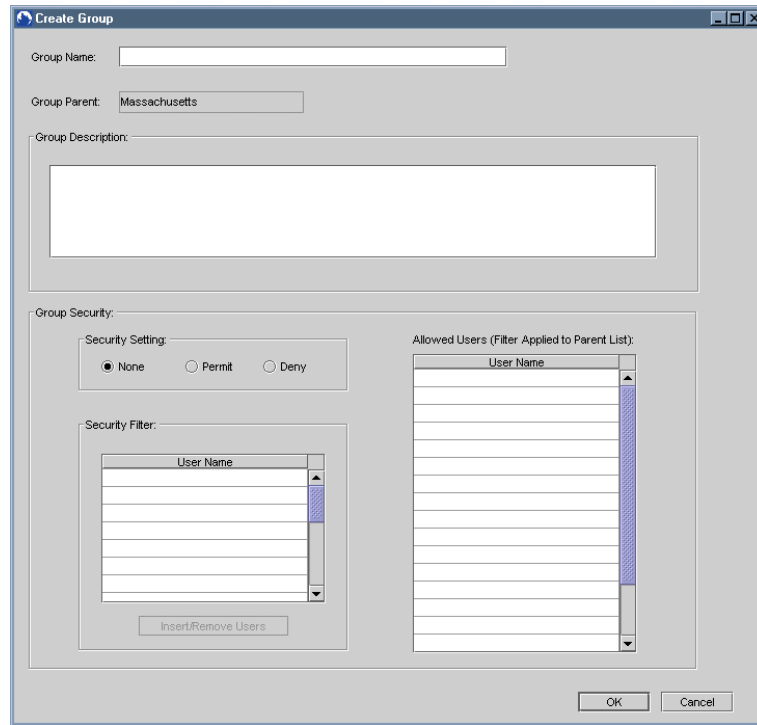 Create Group
Group Name:
Group Parent: Massachusetts
Group Description:
Group Security:
Security Setting:
None Permit Deny
Allowed Users (Filter Applied to Parent List):
User Name
Security Filter:
User Name
Insert/Remove Users
OK Cancel